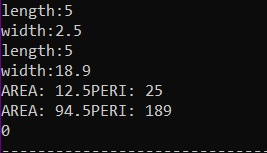 length:5
width:2.5
length:5
width:18.9
AREA: 12.5PERI: 25
AREA: 94.5PERI: 189
0
--------------------------------